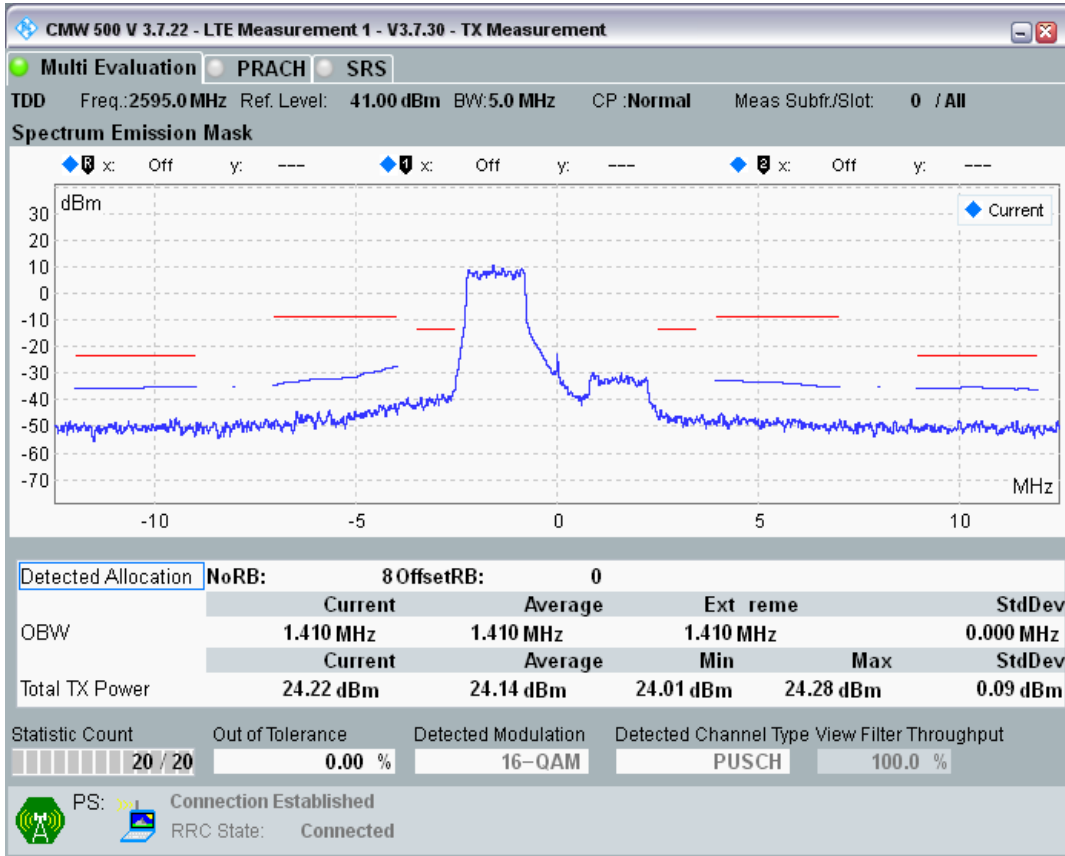 CMW 500 V 3.7.22 - LTE Measurement 1 - V3.7.30 - TX Measurement
Multi Evaluation PRACH SRS
TDD Freq.:2595.0 MHz Ref. Level: 41.00 dBm BW:5.0 MHz CP :Normal Meas Subfr./Slot: 0 / All
Spectrum Emission Mask
R x: Off y: --- 1 x: Off y: --- 2 x: Off y: ---
dBm
Current
30
20
10
0
-10
-20
-30
-40
-50
-60
-70
MHz
-10 -5 0 5 10
Detected Allocation NoRB: 8 OffsetRB: 0
Current Average Ext reme StdDev
OBW 1.410 MHz 1.410 MHz 1.410 MHz 0.000 MHz
Current Average Min Max StdDev
Total TX Power 24.22 dBm 24.14 dBm 24.01 dBm 24.28 dBm 0.09 dBm
Statistic Count Out of Tolerance Detected Modulation Detected Channel Type View Filter Throughput
20 / 20 0.00 % 16-QAM PUSCH 100.0 %
PS: Connection Established
RRC State: Connected